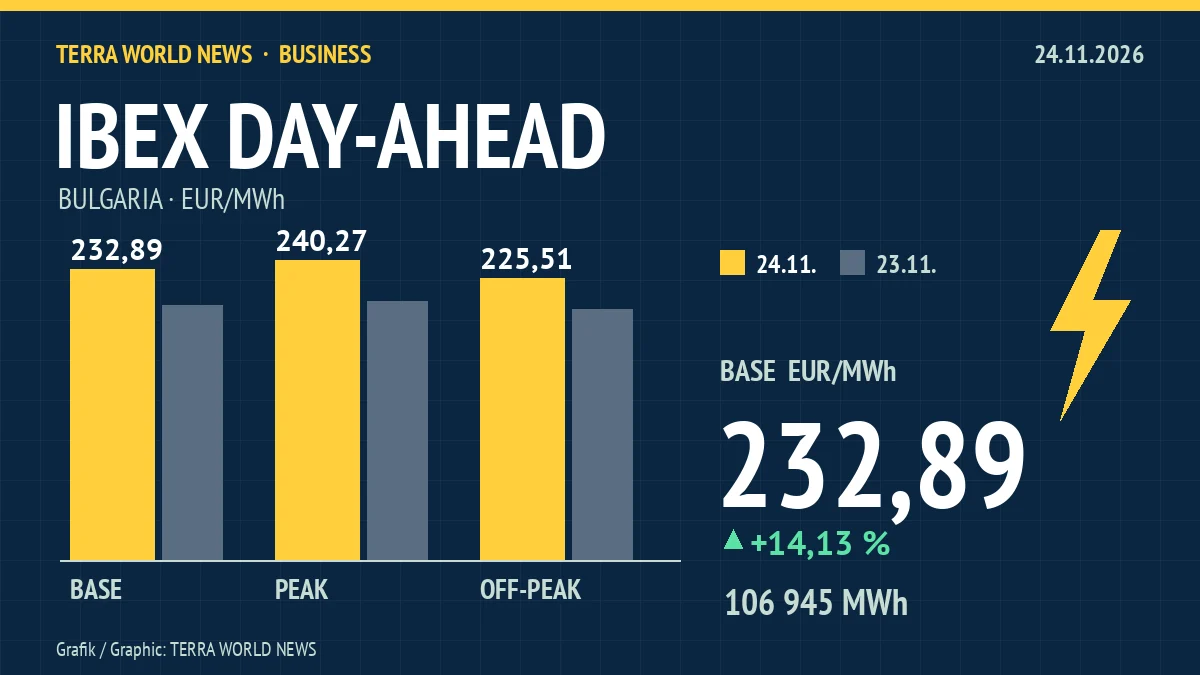 TERRA WORLD NEWS · BUSINESS
24.11.2026
IBEX DAY-AHEAD
BULGARIA · EUR/MWh
232,89
240,27
225,51
24.11.
23.11.
BASE EUR/MWh
232,89
+14,13 %
106 945 MWh
BASE
PEAK
OFF-PEAK
Grafik / Graphic: TERRA WORLD NEWS